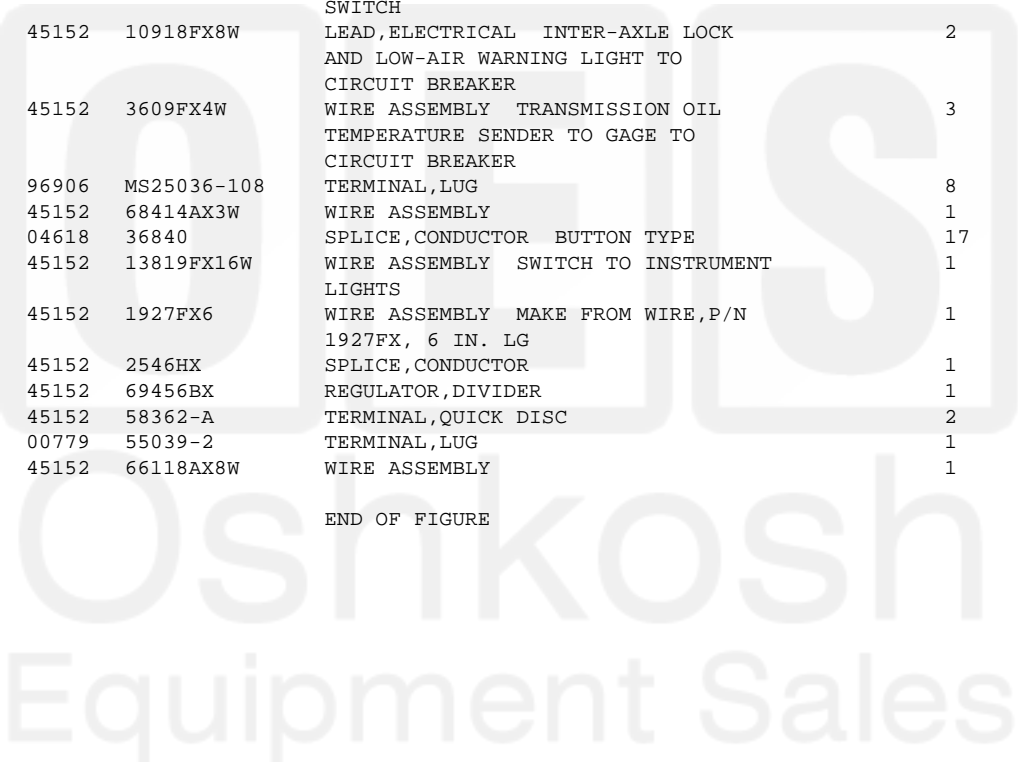 SWITCH
45152 10918FX8W LEAD,ELECTRICAL INTER-AXLE LOCK 2
AND LOW-AIR WARNING LIGHT TO
CIRCUIT BREAKER
45152 3609FX4W WIRE ASSEMBLY TRANSMISSION OIL 3
TEMPERATURE SENDER TO GAGE TO
CIRCUIT BREAKER
96906 MS25036-108 TERMINAL,LUG 8
45152 68414AX3W WIRE ASSEMBLY 1
04618 36840 SPLICE,CONDUCTOR BUTTON TYPE 17
45152 13819FX16W WIRE ASSEMBLY SWITCH TO INSTRUMENT 1
LIGHTS
45152 1927FX6 WIRE ASSEMBLY MAKE FROM WIRE,P/N 1
1927FX, 6 IN. LG
45152 2546HX SPLICE,CONDUCTOR 1
45152 69456BX REGULATOR,DIVIDER 1
45152 58362-A TERMINAL,QUICK DISC 2
00779 55039-2 TERMINAL,LUG 1
45152 66118AX8W WIRE ASSEMBLY 1
END OF FIGURE
OES
Oshkosh
Equipment Sales